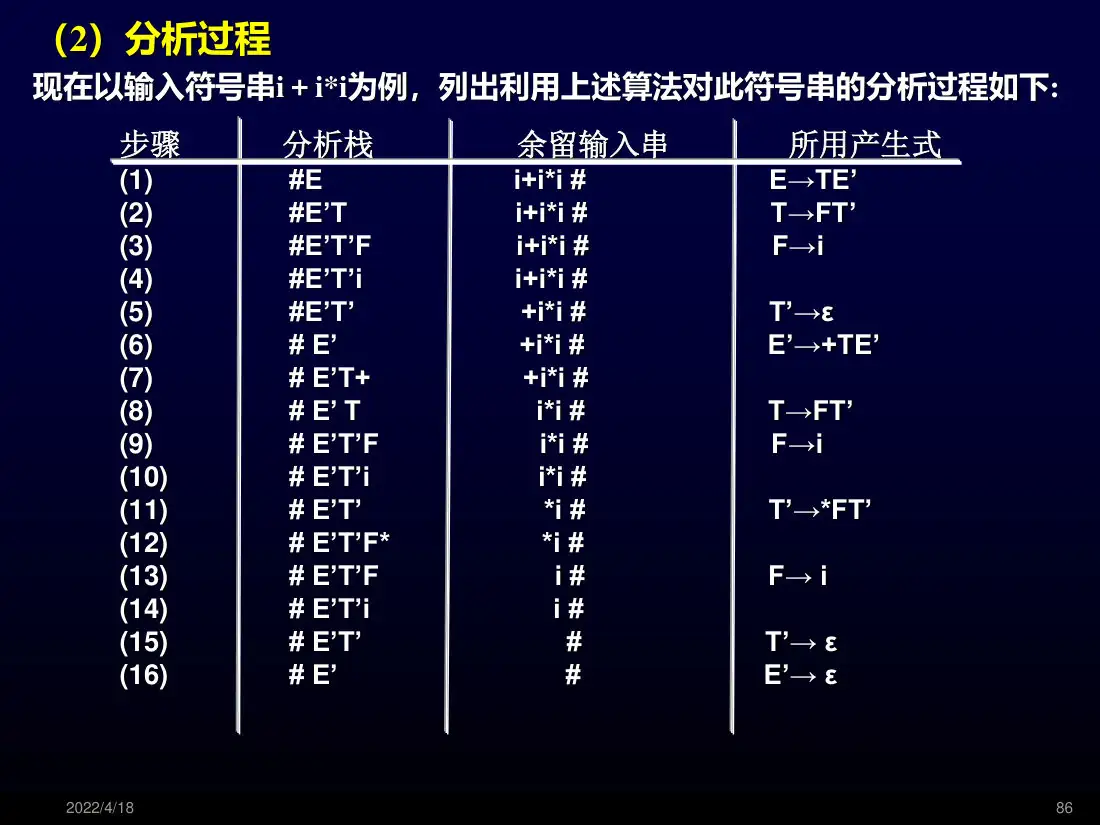 （2）分析过程
现在以输入符号串i + i*i为例，列出利用上述算法对此符号串的分析过程如下:
步骤 分析栈 余留输入串 所用产生式
(1) #E i+i*i # E→TE’
(2) #E’T i+i*i # T→FT’
(3) #E’T’F i+i*i # F→i
(4) #E’T’i i+i*i #
(5) #E’T’ +i*i # T’→ε
(6) # E’ +i*i # E’→+TE’
(7) # E’T+ +i*i #
(8) # E’ T i*i # T→FT’
(9) # E’T’F i*i # F→i
(10) # E’T’i i*i #
(11) # E’T’ *i # T’→*FT’
(12) # E’T’F* *i #
(13) # E’T’F i # F→ i
(14) # E’T’i i #
(15) # E’T’ # T’→ ε
(16) # E’ # E’→ ε
2022/4/18 86